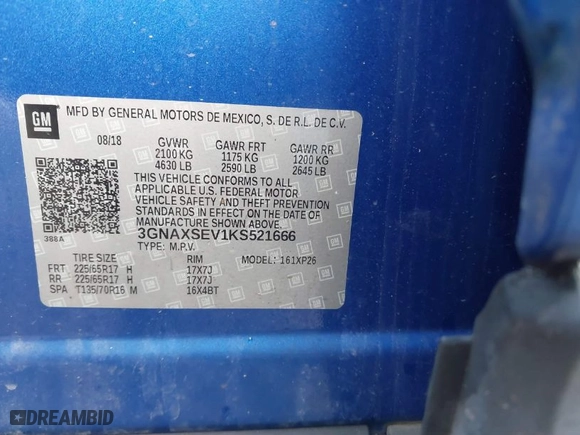 GM
MFD BY GENERAL MOTORS DE MEXICO, S. DE R.L. DE C.V.
08/18 GVWR GAWR FRT GAWR RR
2100 KG 1175 KG 1200 KG
4630 LB 2590 LB 2645 LB
THIS VEHICLE CONFORMS TO ALL
APPLICABLE U.S. FEDERAL MOTOR
VEHICLE SAFETY AND THEFT PREVENTION
STANDARDS IN EFFECT ON THE DATE OF
MANUFACTURE SHOWN ABOVE.
388A 3GNAXSEV1KS521666
TYPE: M.P.V.
TIRE SIZE RIM MODEL: 161XP26
FRT 225/65R17 H 17X7J
RR 225/65R17 H 17X7J
SPA T135/70R16 M 16X4BT
DREAMBID